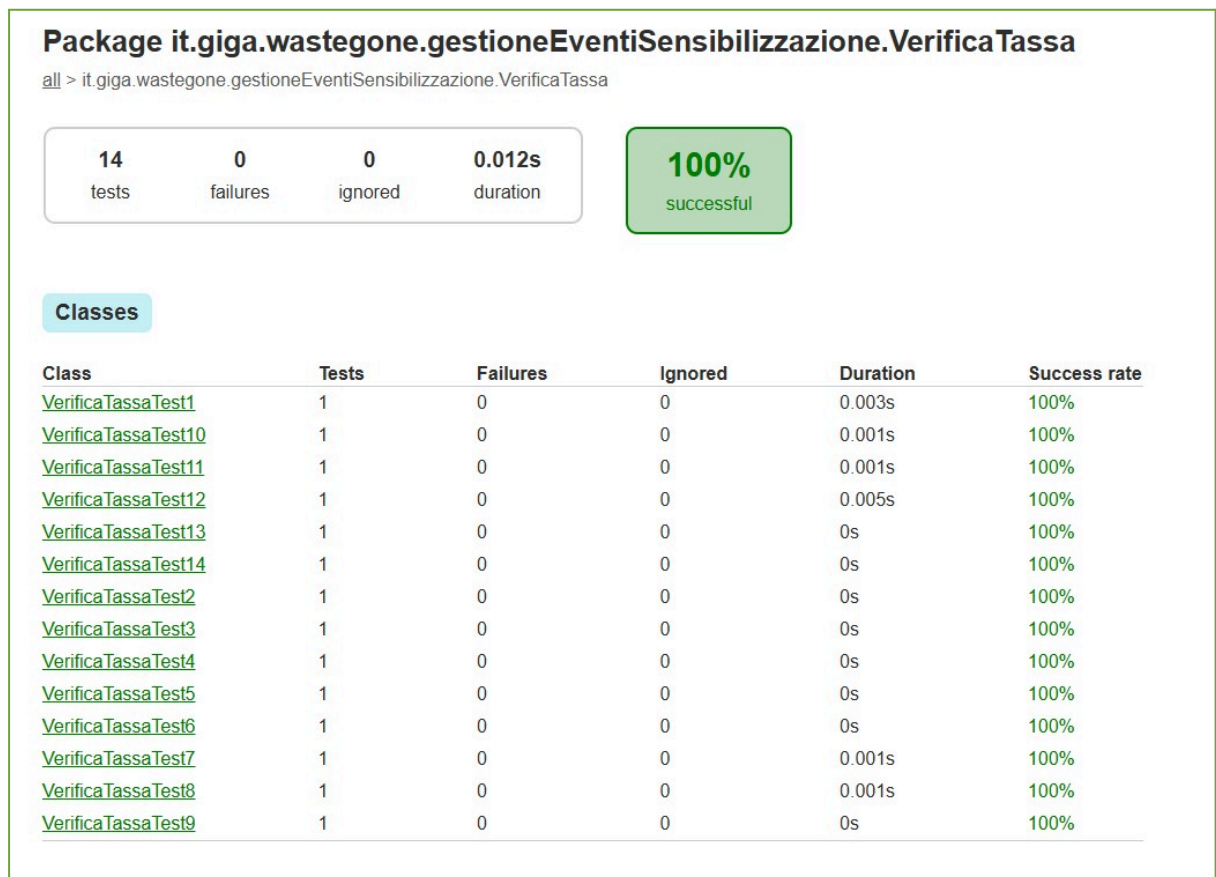 Package it.giga.wastegone.gestioneEventiSensibilizzazione.VerificaTassa
all > it.giga.wastegone.gestioneEventiSensibilizzazione.VerificaTassa
14 0 0 0.012s 100%
tests failures ignored duration successful
Classes
Class Tests Failures Ignored Duration Success rate
VerificaTassaTest1 1 0 0 0.003s 100%
VerificaTassaTest10 1 0 0 0.001s 100%
VerificaTassaTest11 1 0 0 0.001s 100%
VerificaTassaTest12 1 0 0 0.005s 100%
VerificaTassaTest13 1 0 0 0s 100%
VerificaTassaTest14 1 0 0 0s 100%
VerificaTassaTest2 1 0 0 0s 100%
VerificaTassaTest3 1 0 0 0s 100%
VerificaTassaTest4 1 0 0 0s 100%
VerificaTassaTest5 1 0 0 0s 100%
VerificaTassaTest6 1 0 0 0s 100%
VerificaTassaTest7 1 0 0 0.001s 100%
VerificaTassaTest8 1 0 0 0.001s 100%
VerificaTassaTest9 1 0 0 0s 100%